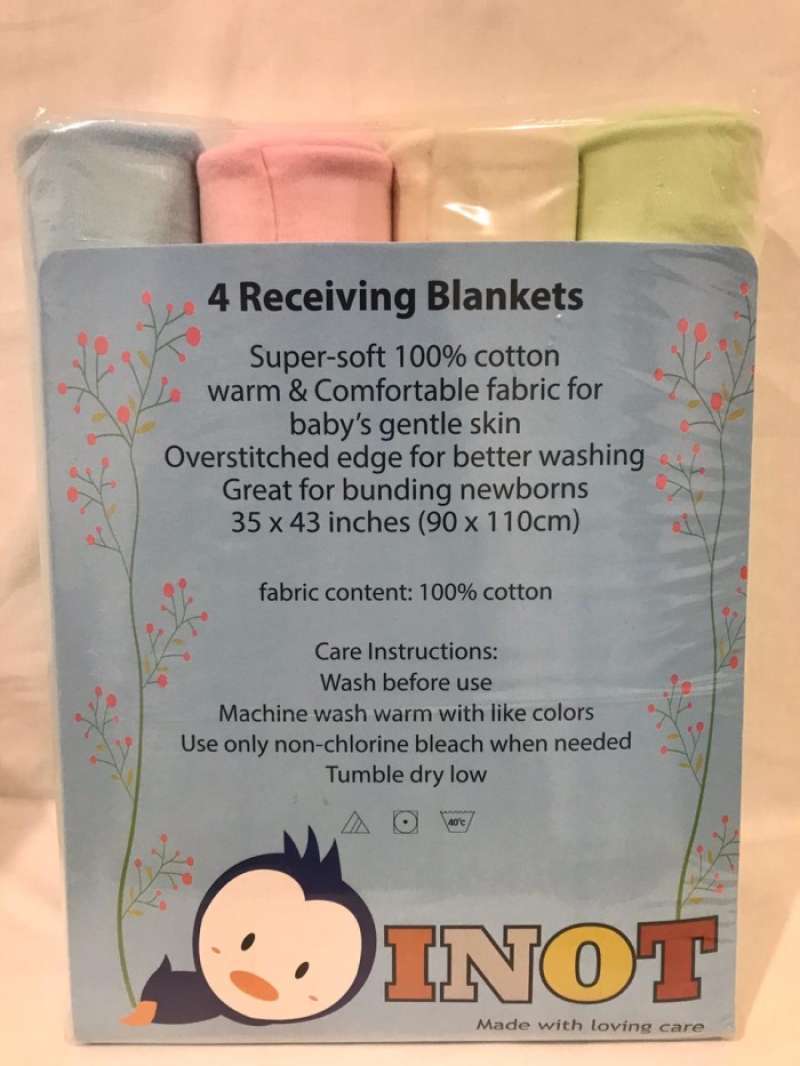 4 Receiving Blankets
Super-soft 100% cotton
warm & Comfortable fabric for
baby's gentle skin
Overstitched edge for better washing
Great for bunding newborns
35 x 43 inches (90 x 110cm)
fabric content: 100% cotton
Care Instructions:
Wash before use
Machine wash warm with like colors
Use only non-chlorine bleach when needed
Tumble dry low
40°c
INOT
Made with loving care